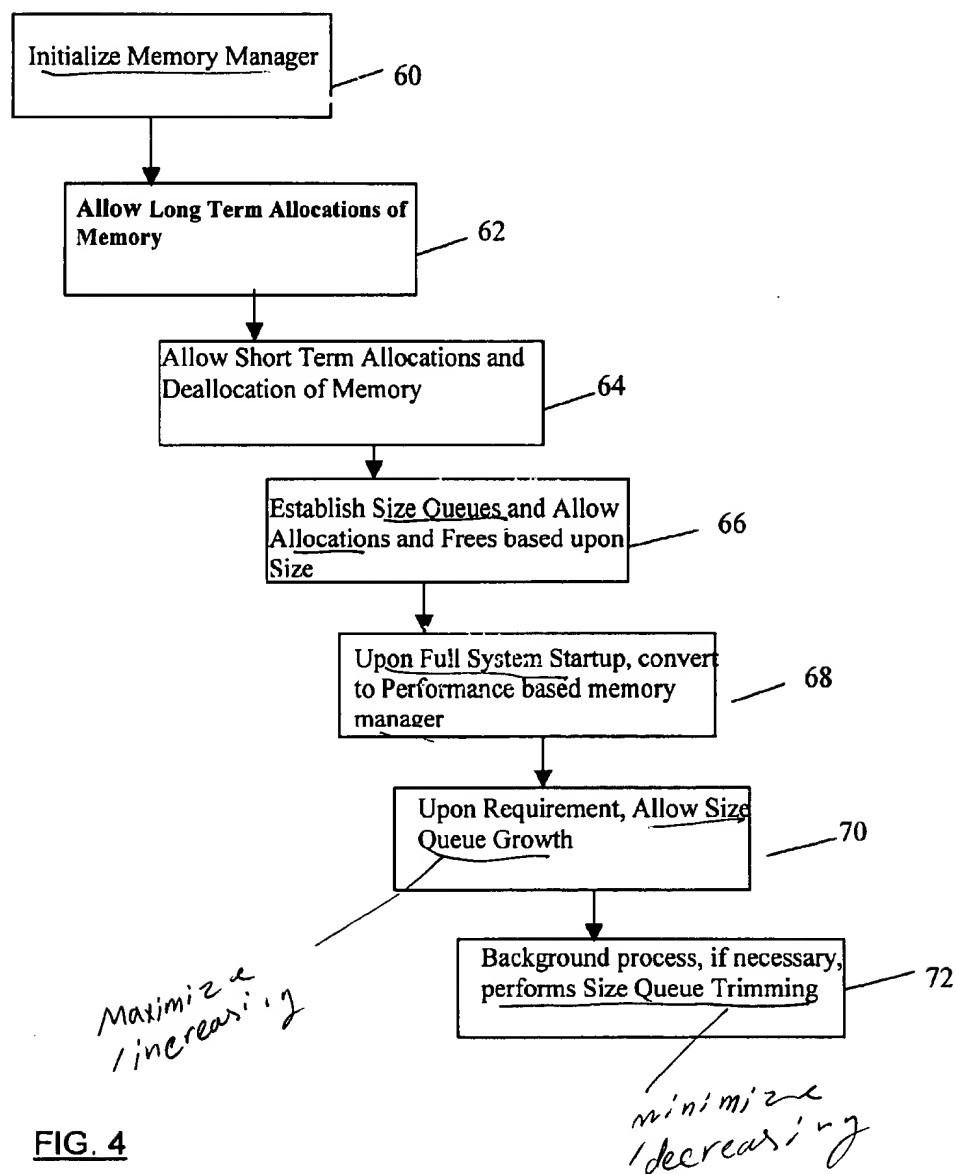 Initialize Memory Manager
60
Allow Long Term Allocations of
Memory
62
Allow Short Term Allocations and
Deallocation of Memory
64
Establish Size Queues and Allow
Allocations and Frees based upon
Size
66
Upon Full System Startup, convert
to Performance based memory
manager
68
Upon Requirement, Allow Size
Queue Growth
70
Background process, if necessary,
performs Size Queue Trimming
72
Maximize
/increasing
minimize
/decreasing
FIG. 4